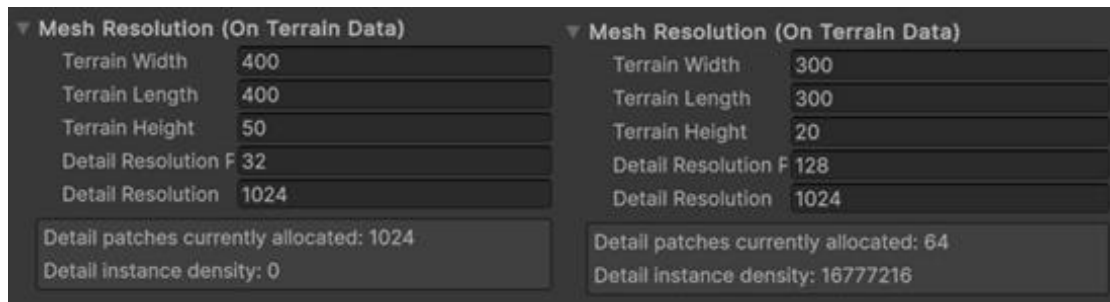 Mesh Resolution (On Terrain Data)
Terrain Width 400
Terrain Length 400
Terrain Height 50
Detail Resolution P 32
Detail Resolution 1024
Detail patches currently allocated: 1024
Detail instance density: 0
Mesh Resolution (On Terrain Data)
Terrain Width 300
Terrain Length 300
Terrain Height 20
Detail Resolution P 128
Detail Resolution 1024
Detail patches currently allocated: 64
Detail instance density: 16777216